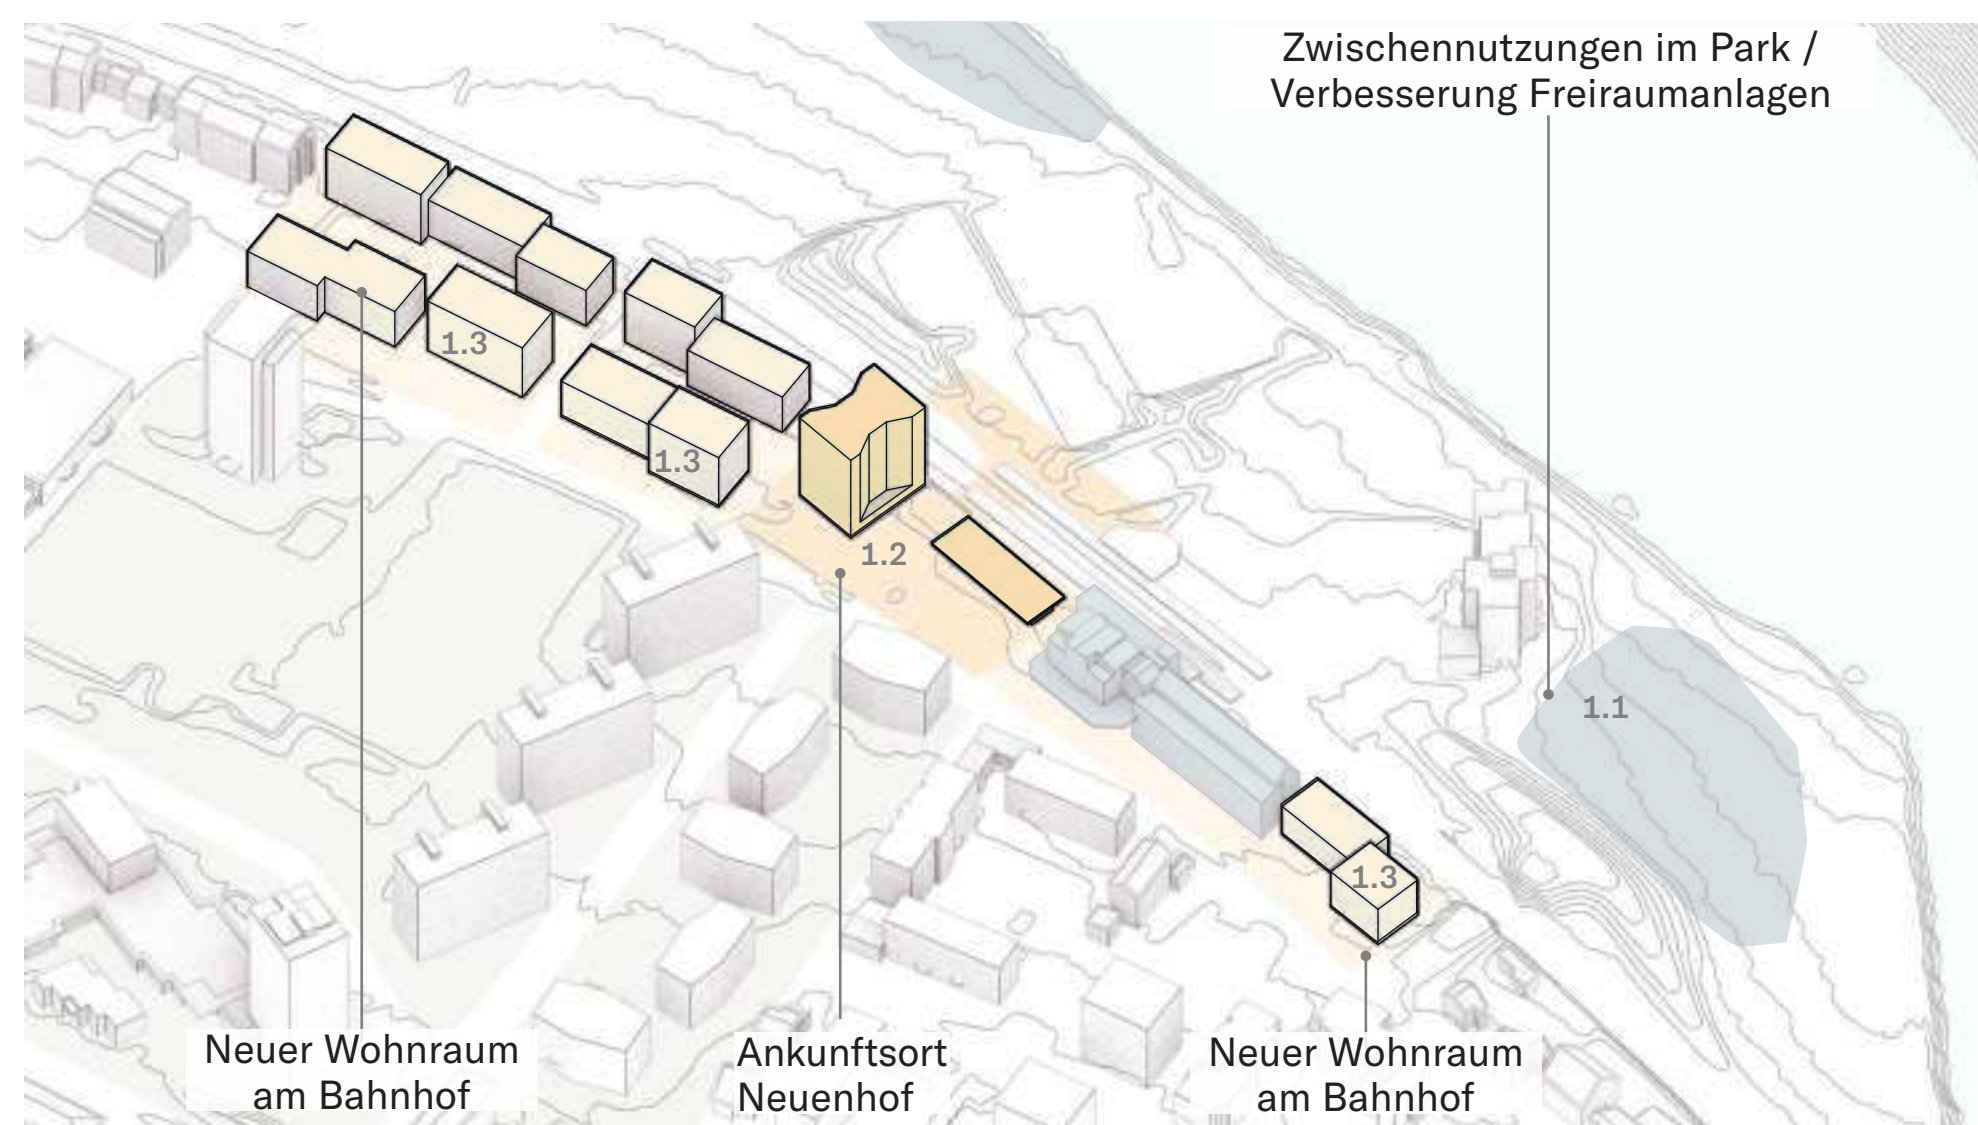 Zwischennutzungen im Park /
Verbesserung Freiraumanlagen
1.3
1.3
1.2
1.1
1.3
Neuer Wohnraum
am Bahnhof
Ankunftsort
Neuenhof
Neuer Wohnraum
am Bahnhof